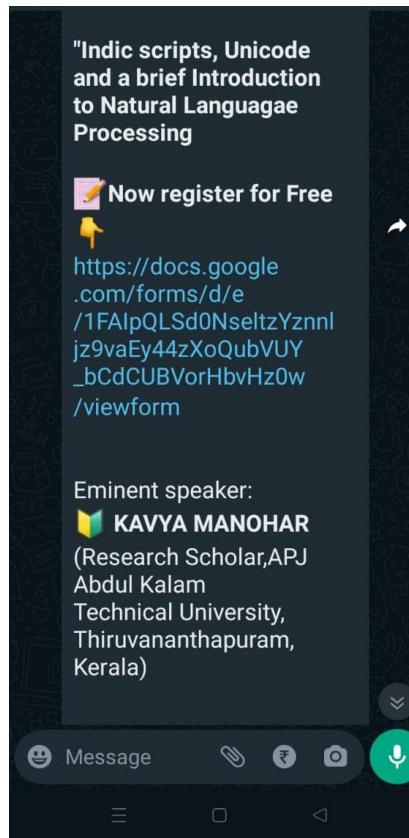 "Indic scripts, Unicode
and a brief Introduction
to Natural Languagae
Processing
📝Now register for Free
👇
https://docs.google
.com/forms/d/e
/1FAIpQLSd0NseltzYznnl
jz9vaEy44zXoQubVUY
_bCdCUBVorHbvHz0w
/viewform
Eminent speaker:
🔰 KAVYA MANOHAR
(Research Scholar,APJ
Abdul Kalam
Technical University,
Thiruvananthapuram,
Kerala)
Message